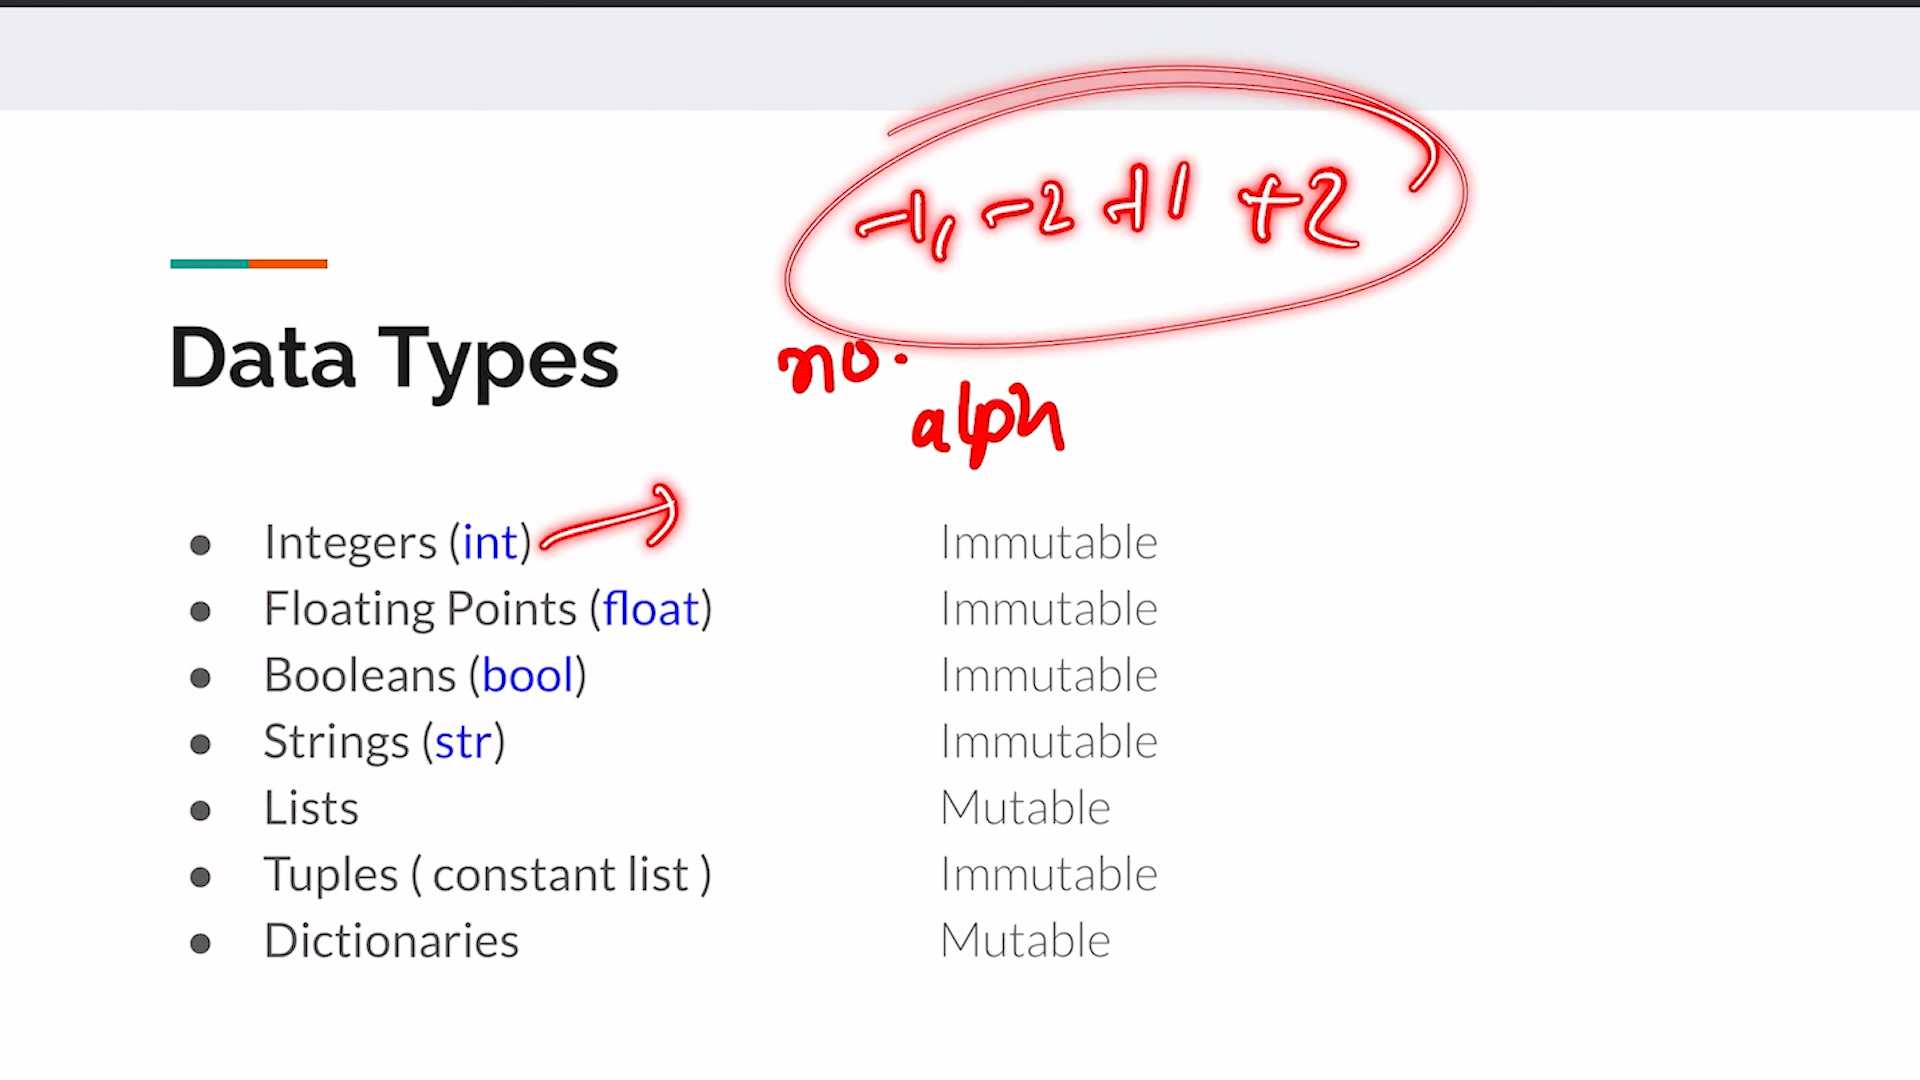 -1, -2 +1 +2
Data Types
no.
alph
Integers (int) Immutable
Floating Points (float) Immutable
Booleans (bool) Immutable
Strings (str) Immutable
Lists Mutable
Tuples ( constant list ) Immutable
Dictionaries Mutable